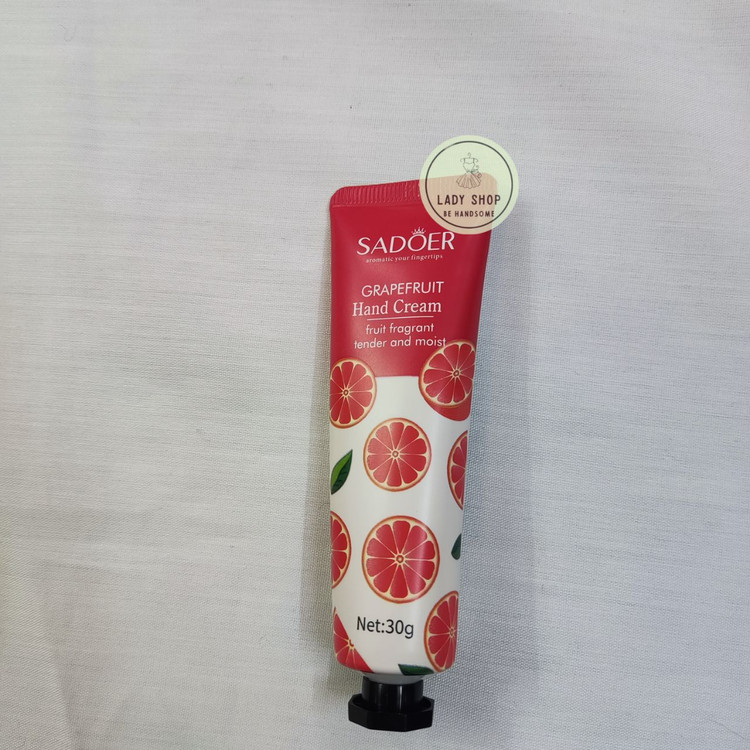 LADY SHOP
BE HANDSOME
SADOER
aromatic your fingertips
GRAPEFRUIT
Hand Cream
fruit fragrant
tender and moist
Net:30g